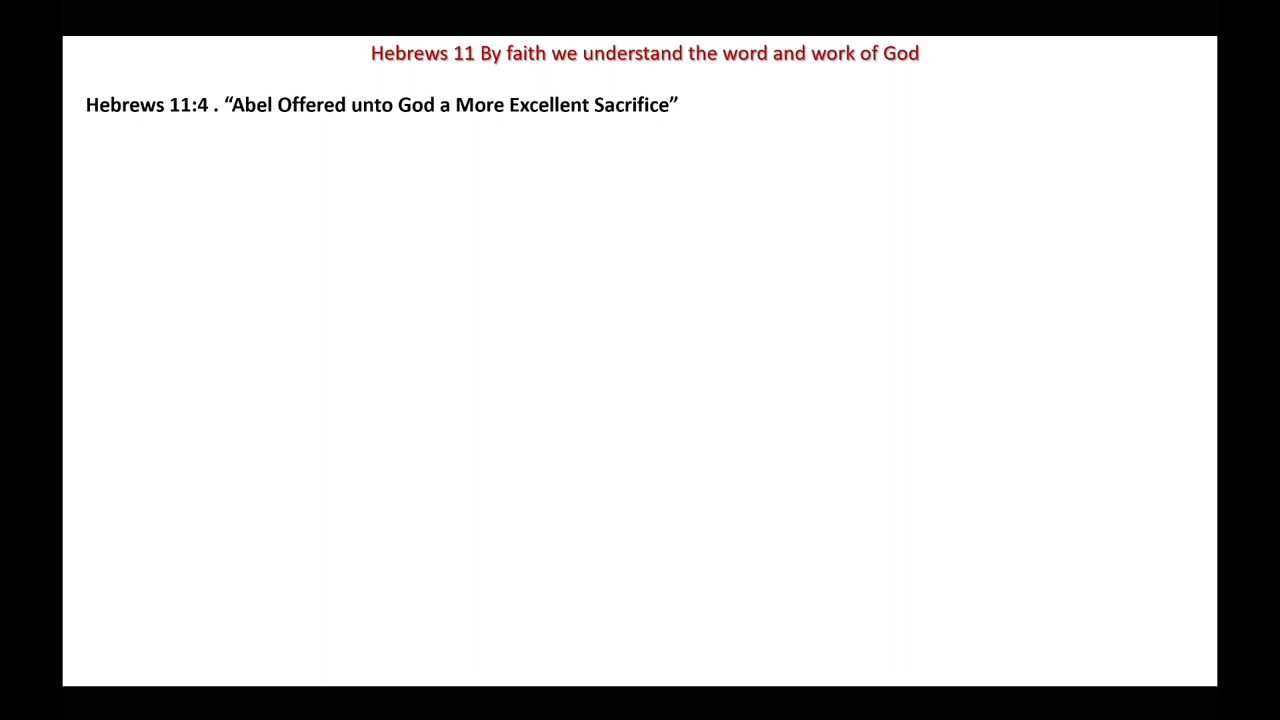 Hebrews 11 By faith we understand the word and work of God
Hebrews 11:4 . “Abel Offered unto God a More Excellent Sacrifice”